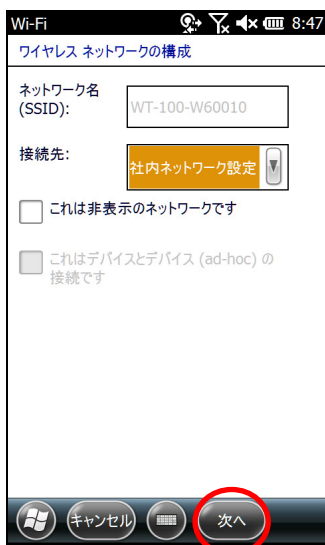 Wi-Fi 8:47
ワイヤレス ネットワークの構成
ネットワーク名
(SSID):
WT-100-W60010
接続先:
社内ネットワーク設定
これは非表示のネットワークです
これはデバイスとデバイス (ad-hoc) の
接続です
キャンセル 次へ